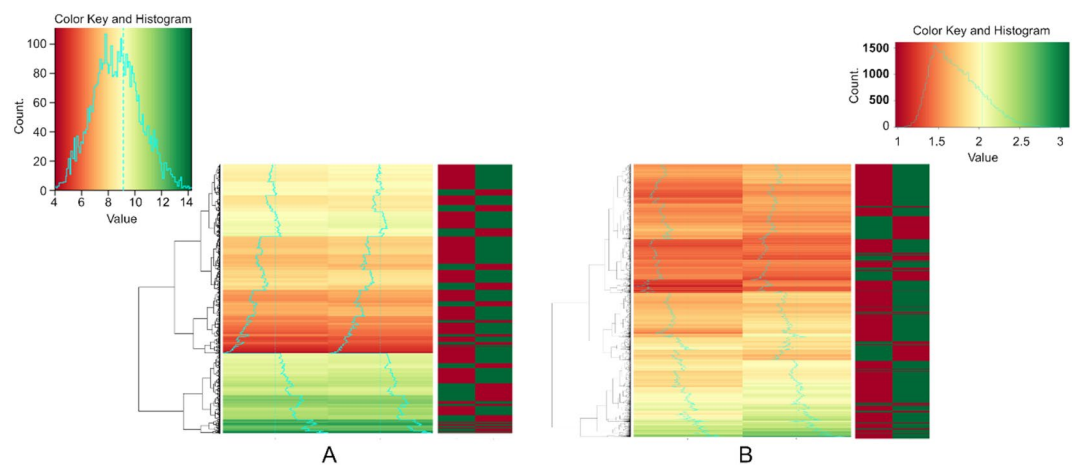 Color Key and Histogram
Count.
100
80
60
40
20
0
4 6 8 10 12 14
Value
A
Color Key and Histogram
Count.
1500
1000
500
0
1 1.5 2 2.5 3
Value
B